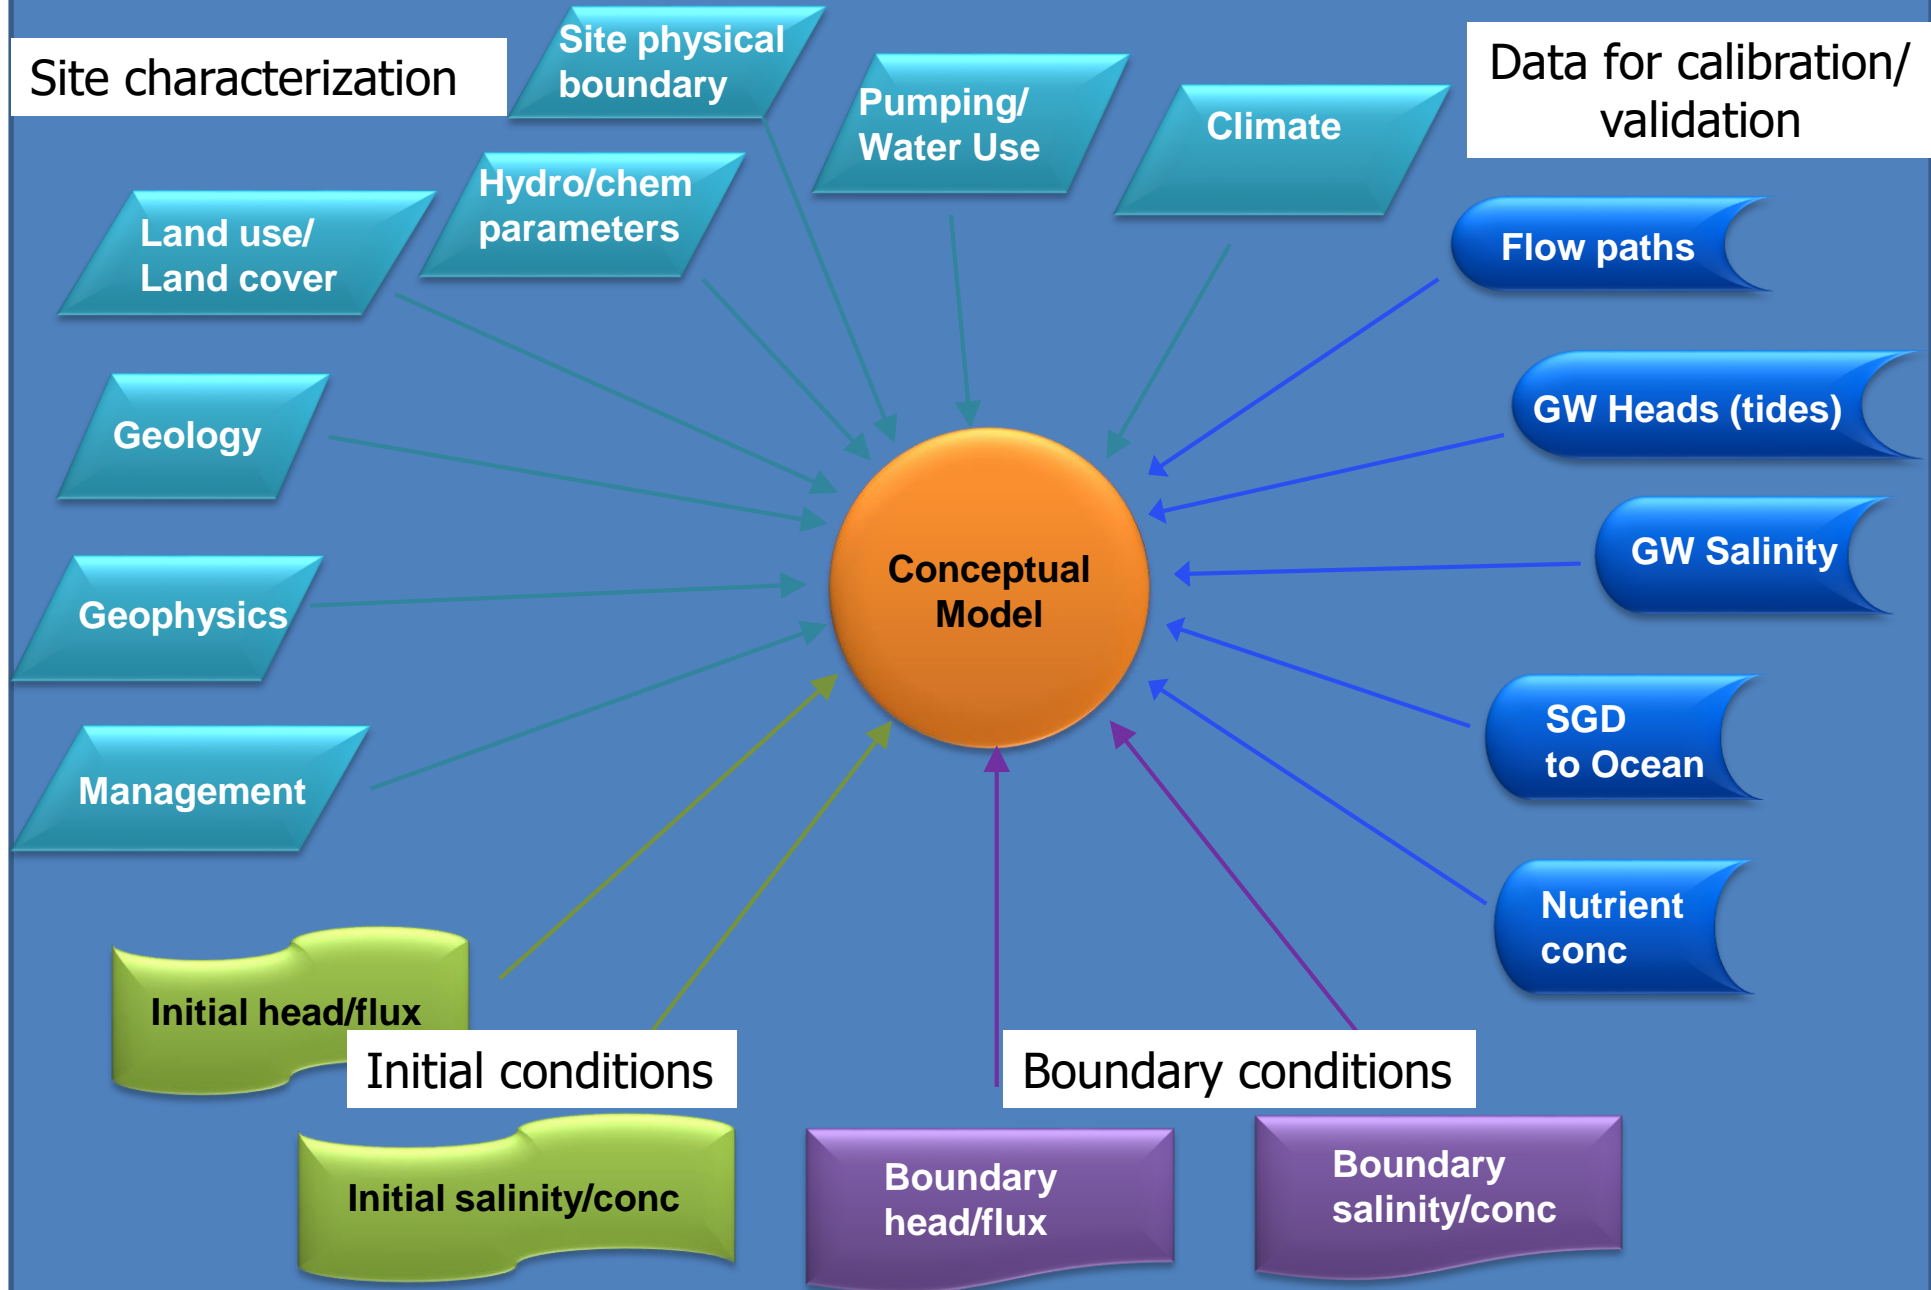 Site characterization
Site physical
boundary
Pumping/
Water Use
Climate
Data for calibration/
validation
Hydro/chem
parameters
Land use/
Land cover
Flow paths
Geology
GW Heads (tides)
GW Salinity
Conceptual
Model
Geophysics
SGD
to Ocean
Management
Nutrient
conc
Initial head/flux
Initial conditions
Boundary conditions
Initial salinity/conc
Boundary
head/flux
Boundary
salinity/conc